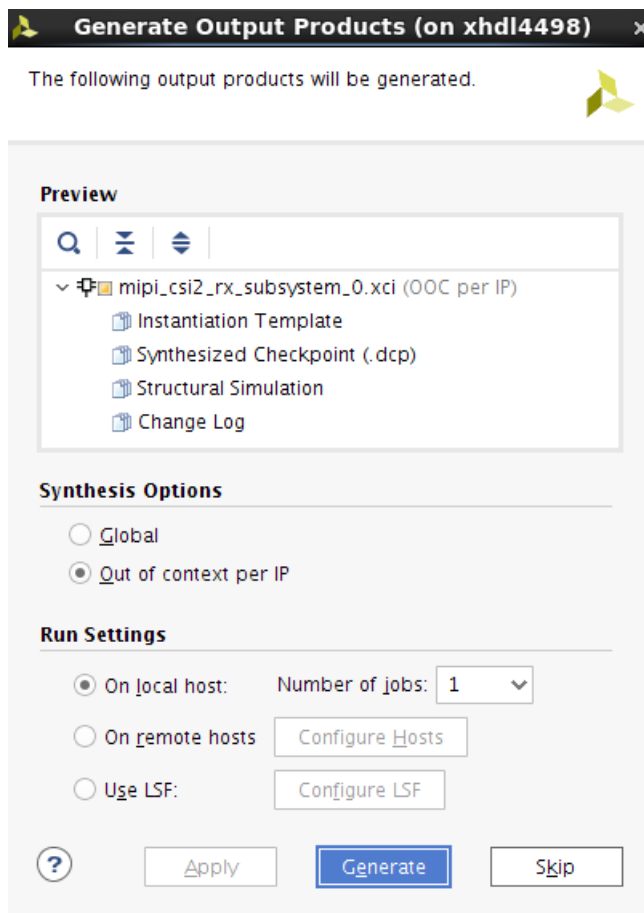 Generate Output Products (on xhdl4498)
The following output products will be generated.
Preview
mipi_csi2_rx_subsystem_0.xci (OOC per IP)
Instantiation Template
Synthesized Checkpoint (.dcp)
Structural Simulation
Change Log
Synthesis Options
Global
Out of context per IP
Run Settings
On local host: Number of jobs: 1
On remote hosts Configure Hosts
Use LSF: Configure LSF
? Apply Generate Skip